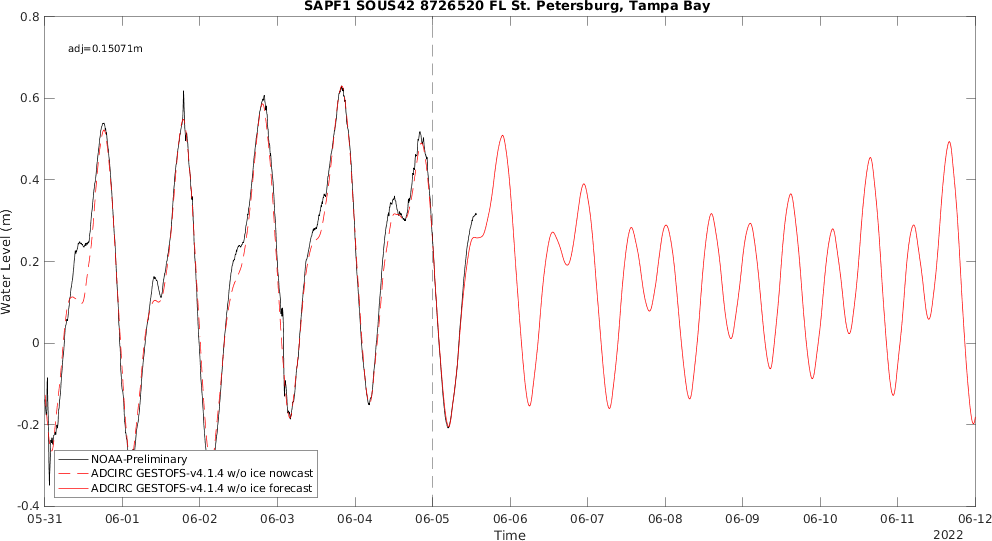 SAPF1 SOUS42 8726520 FL St. Petersburg, Tampa Bay
adj=0.15071m
0.8
0.6
0.4
0.2
0
-0.2
-0.4
Water Level (m)
NOAA-Preliminary
ADCIRC GESTOFS-v4.1.4 w/o ice nowcast
ADCIRC GESTOFS-v4.1.4 w/o ice forecast
05-31 06-01 06-02 06-03 06-04 06-05 06-06 06-07 06-08 06-09 06-10 06-11 06-12
Time
2022